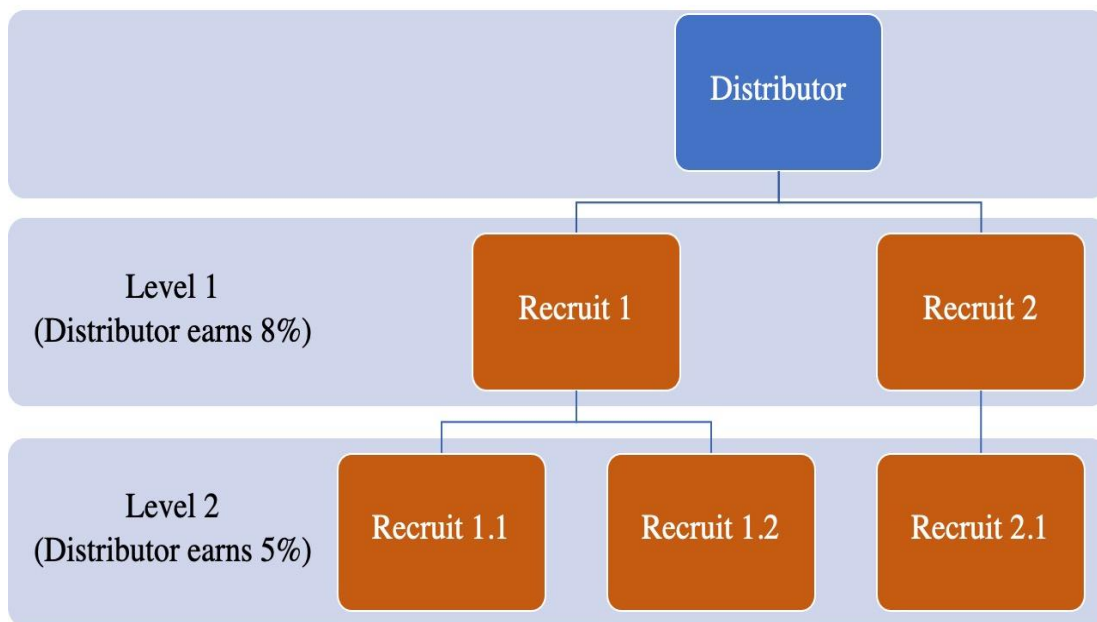 Distributor
Level 1
(Distributor earns 8%)
Recruit 1
Recruit 2
Level 2
(Distributor earns 5%)
Recruit 1.1
Recruit 1.2
Recruit 2.1